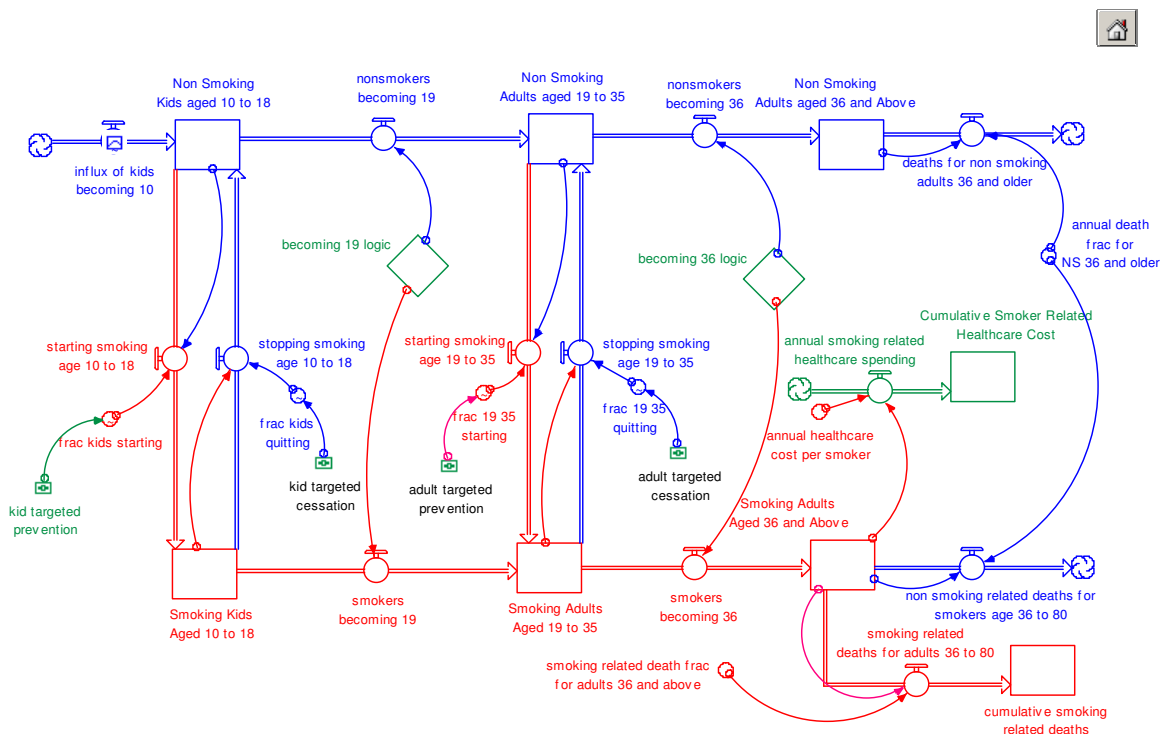 Non Smoking
Kids aged 10 to 18
nonsmokers
becoming 19
Non Smoking
Adults aged 19 to 35
nonsmokers
becoming 36
Non Smoking
Adults aged 36 and Above
influx of kids
becoming 10
deaths for non smoking
adults 36 and older
becoming 19 logic
becoming 36 logic
annual death
frac for
NS 36 and older
Cumulative Smoker Related
Healthcare Cost
starting smoking
age 10 to 18
stopping smoking
age 10 to 18
starting smoking
age 19 to 35
stopping smoking
age 19 to 35
annual smoking related
healthcare spending
frac kids starting
frac kids
quitting
frac 19 35
starting
frac 19 35
quitting
annual healthcare
cost per smoker
kid targeted
prevention
kid targeted
cessation
adult targeted
prevention
adult targeted
cessation
Smoking Adults
Aged 36 and Above
Smoking Kids
Aged 10 to 18
smokers
becoming 19
Smoking Adults
Aged 19 to 35
smokers
becoming 36
non smoking related deaths for
smokers age 36 to 80
smoking related
deaths for adults 36 to 80
smoking related death frac
for adults 36 and above
cumulative smoking
related deaths